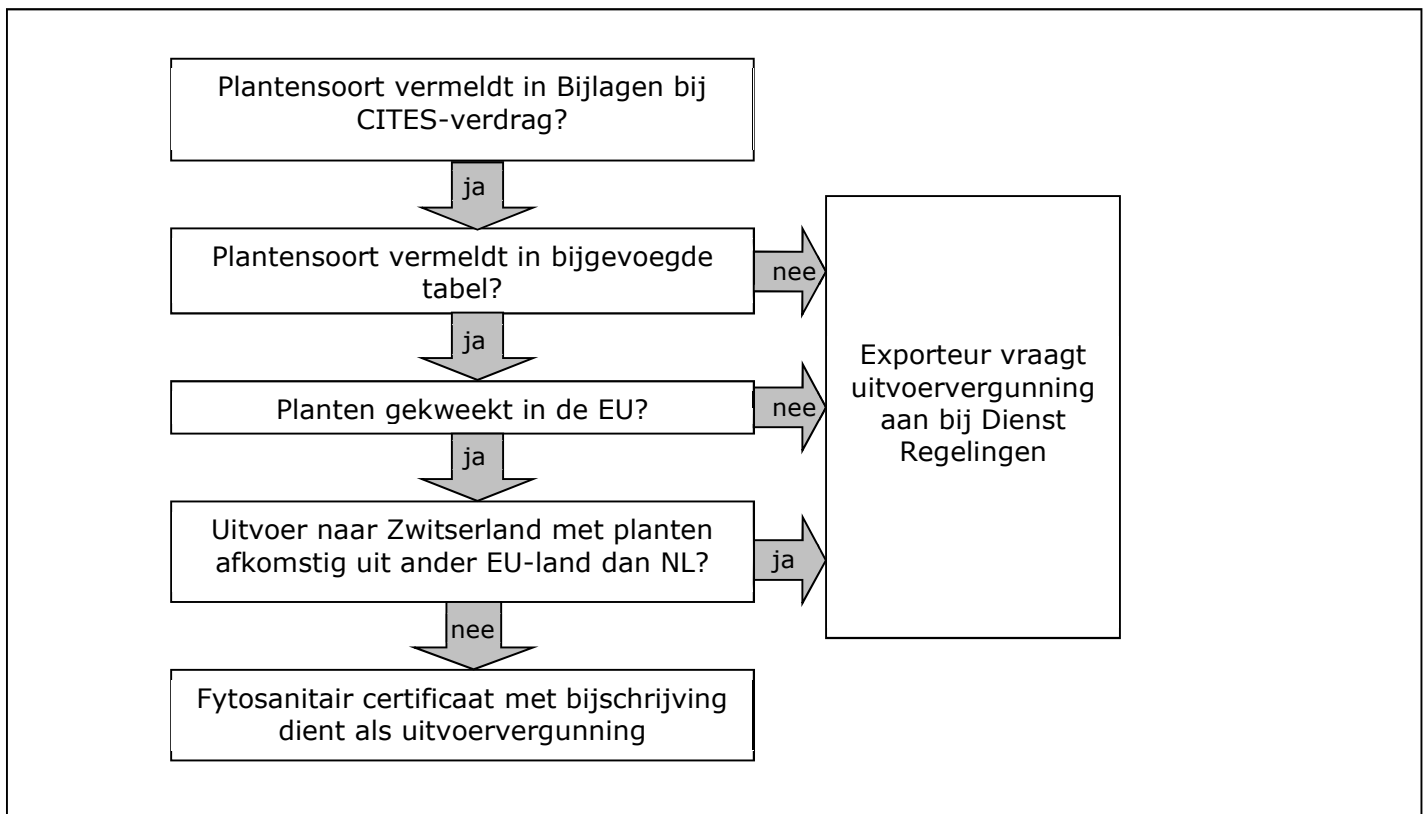 Plantensoort vermeldt in Bijlagen bij
CITES-verdrag?
ja
Plantensoort vermeldt in bijgevoegde
tabel?
nee
ja
Planten gekweekt in de EU?
nee
ja
Uitvoer naar Zwitserland met planten
afkomstig uit ander EU-land dan NL?
ja
nee
Fytosanitair certificaat met bijschrijving
dient als uitvoervergunning
Exporteur vraagt
uitvoervergunning
aan bij Dienst
Regelingen